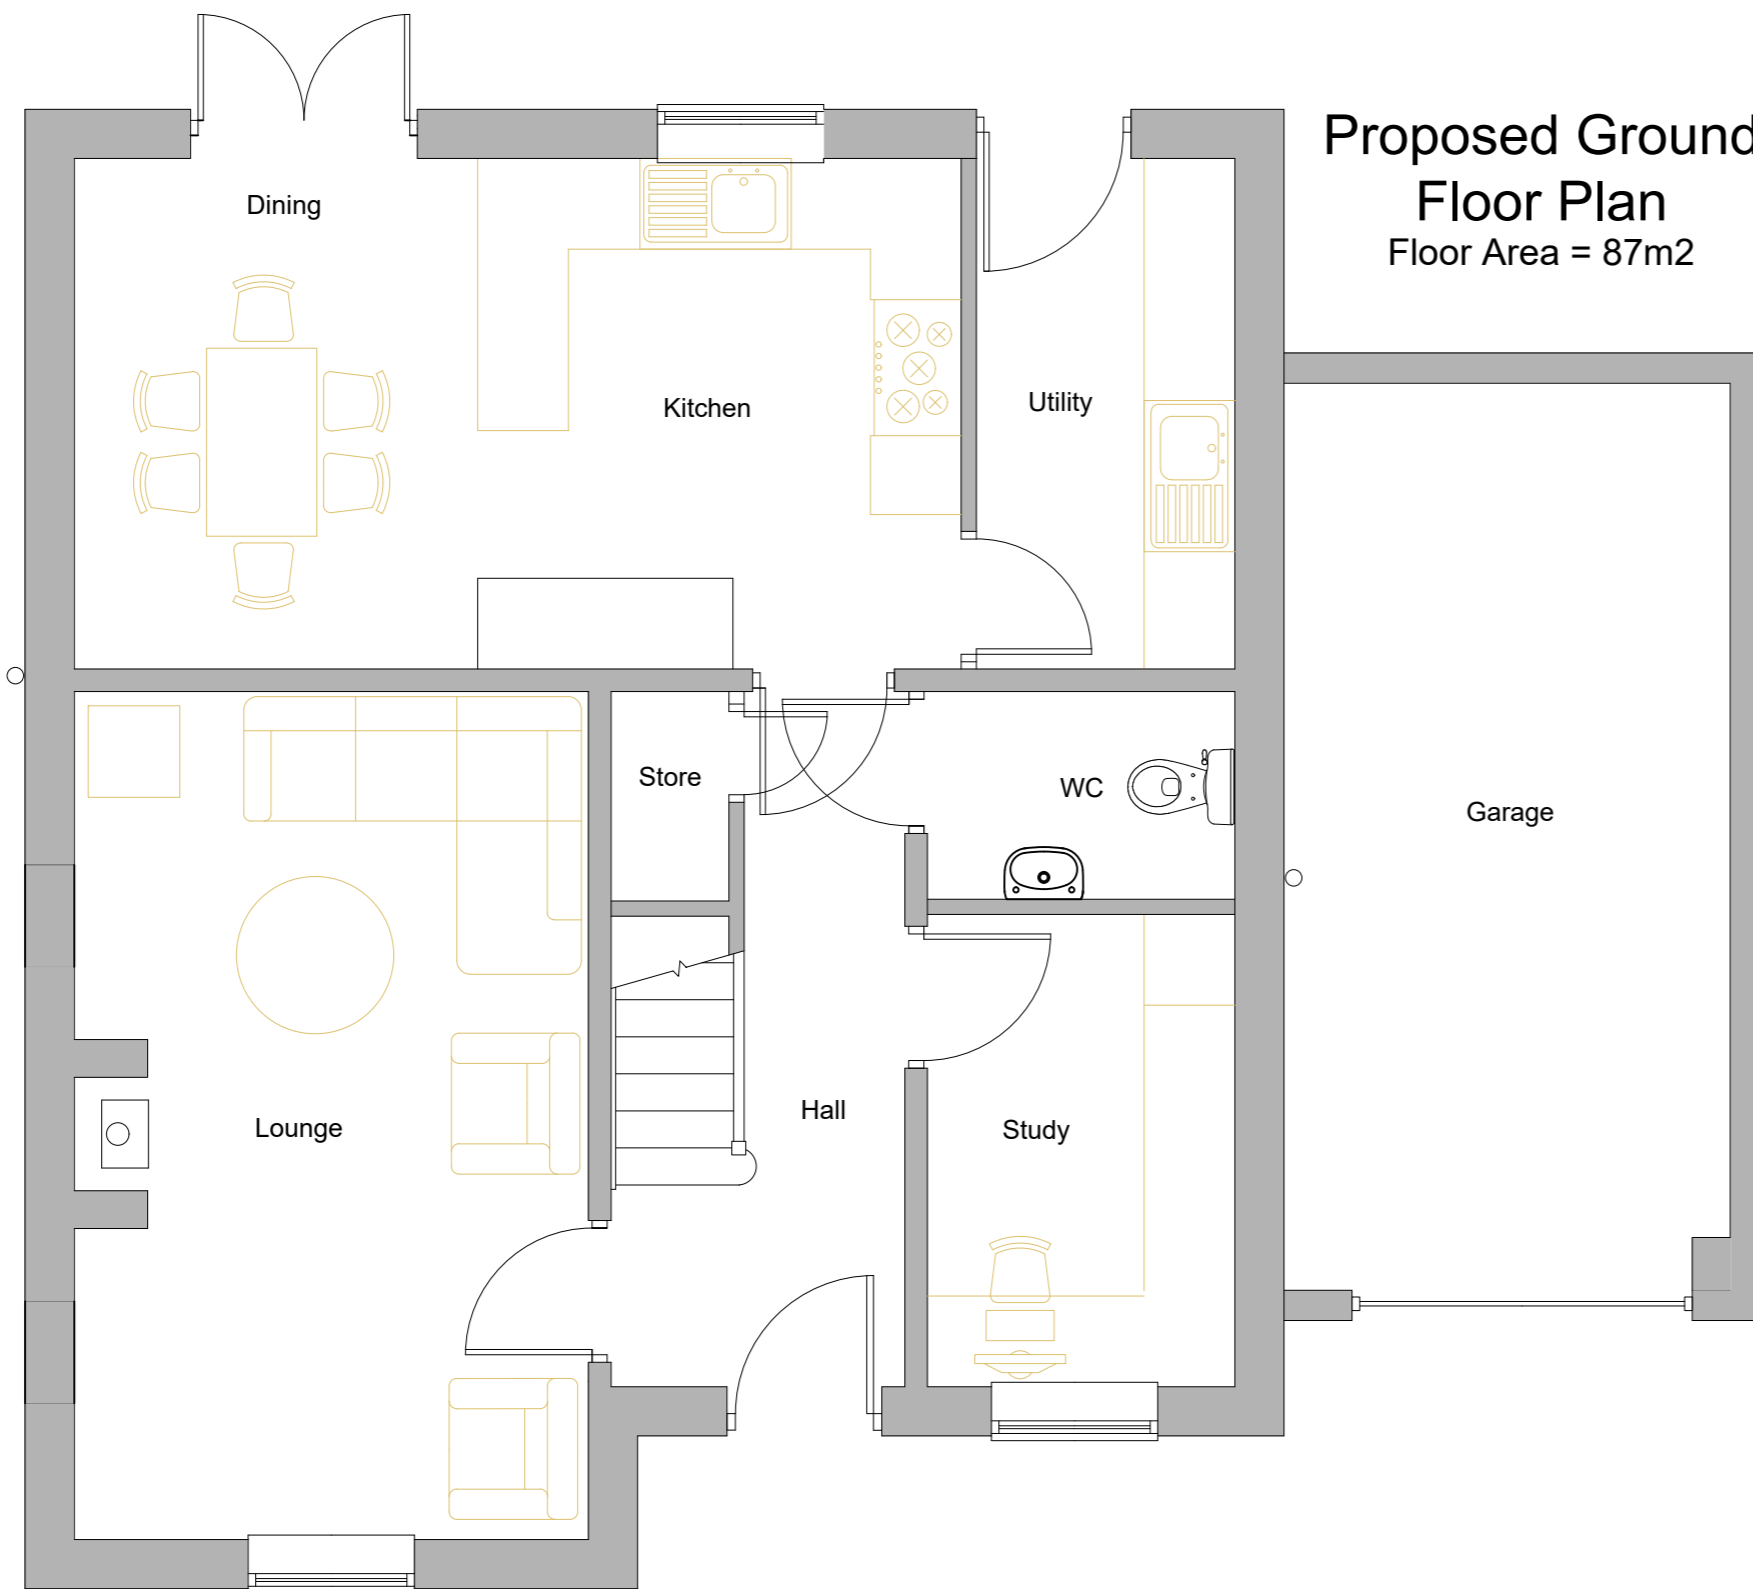 Proposed Ground
Floor Plan
Floor Area = 87m2
Dining
Kitchen
Utility
Store
WC
Garage
Lounge
Hall
Study